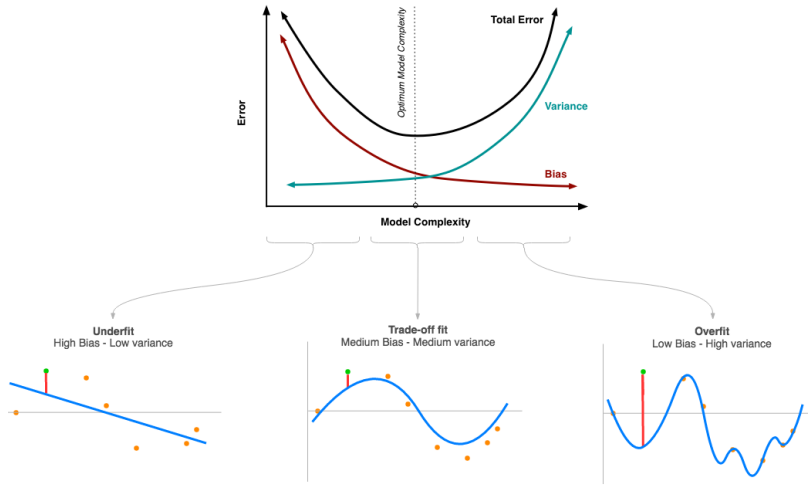 Total Error
Optimum Model Complexity
Error
Variance
Bias
Model Complexity
Underfit
High Bias - Low variance
Trade-off fit
Medium Bias - Medium variance
Overfit
Low Bias - High variance